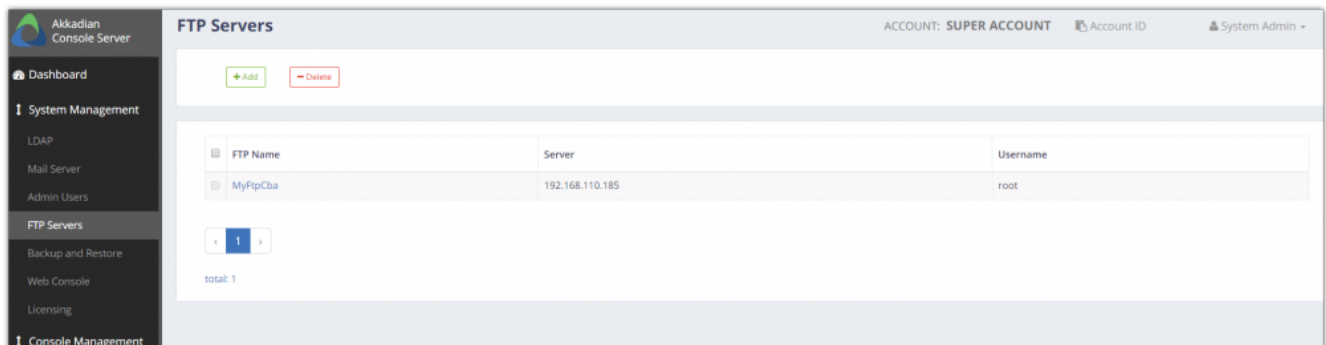 Akkadian
Console Server
FTP Servers
ACCOUNT: SUPER ACCOUNT Account ID System Admin
Dashboard
+ Add - Delete
System Management
LDAP
Mail Server
Admin Users
FTP Servers
Backup and Restore
Web Console
Licensing
Console Management
FTP Name Server Username
MyFtpCba 192.168.110.185 root
‹ 1 ›
total: 1